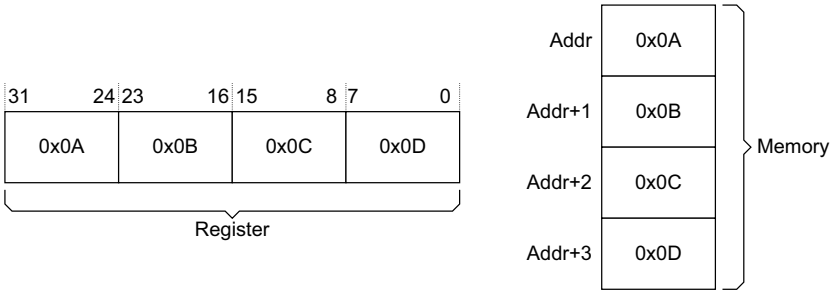 31 24 23 16 15 8 7 0
0x0A 0x0B 0x0C 0x0D
Register
Addr 0x0A
Addr+1 0x0B
Addr+2 0x0C
Addr+3 0x0D
Memory